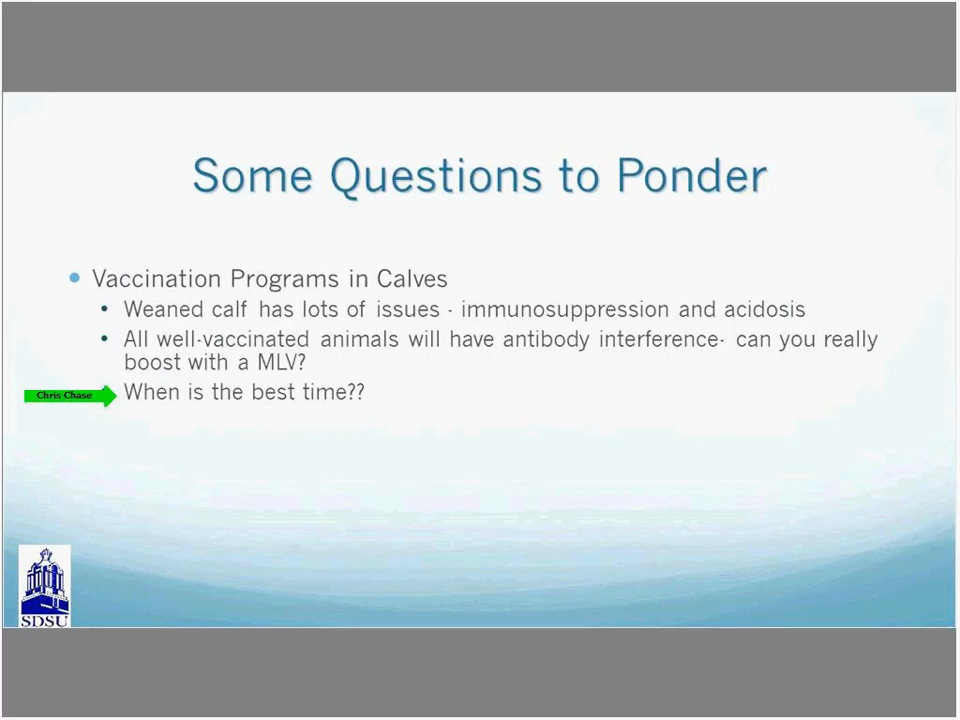 Some Questions to Ponder
• Vaccination Programs in Calves
• Weaned calf has lots of issues - immunosuppression and acidosis
• All well-vaccinated animals will have antibody interference- can you really
boost with a MLV?
Chris Chase
When is the best time??
SDSU